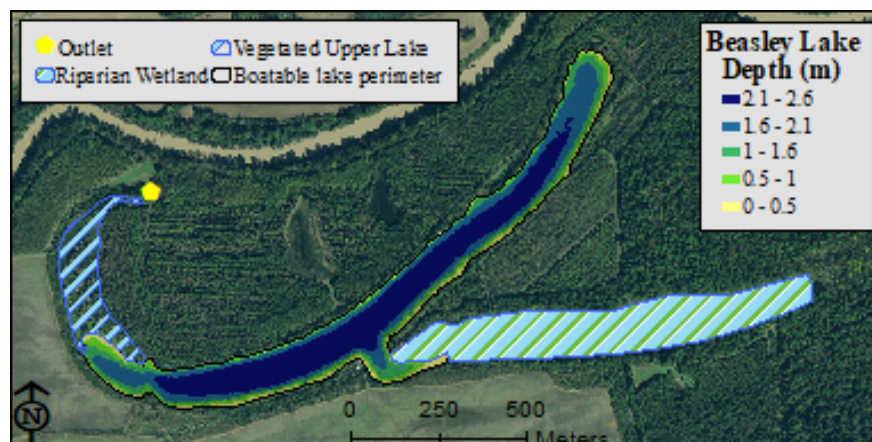 Outlet
Vegetated Upper Lake
Riparian Wetland
Boatable lake perimeter
Beasley Lake
Depth (m)
2.1 - 2.6
1.6 - 2.1
1 - 1.6
0.5 - 1
0 - 0.5
N
0 250 500
Meters